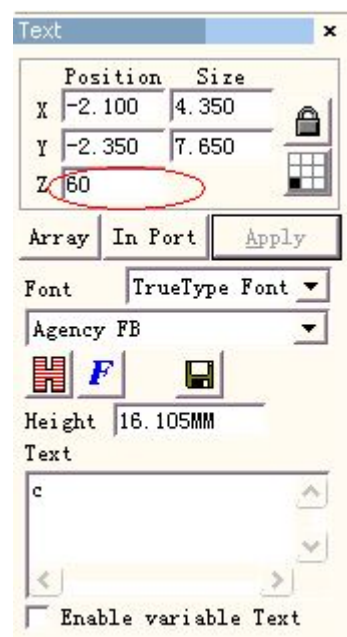 Text
Position Size
X -2.100 4.350
Y -2.350 7.650
Z 60
Array In Port Apply
Font TrueType Font
Agency FB
F
Height 16.105MM
Text
c
Enable variable Text